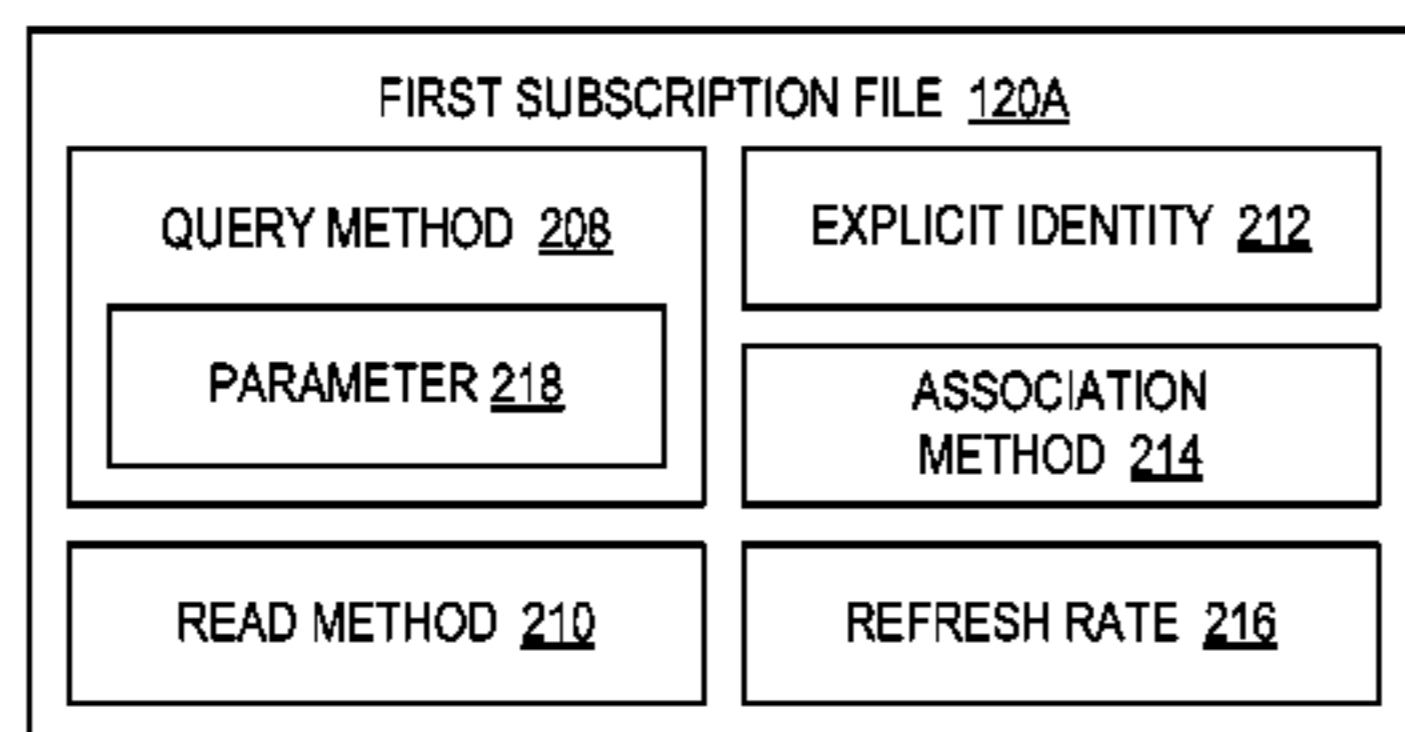 FIRST SUBSCRIPTION FILE 120A
QUERY METHOD 208
PARAMETER 218
READ METHOD 210
EXPLICIT IDENTITY 212
ASSOCIATION
METHOD 214
REFRESH RATE 216